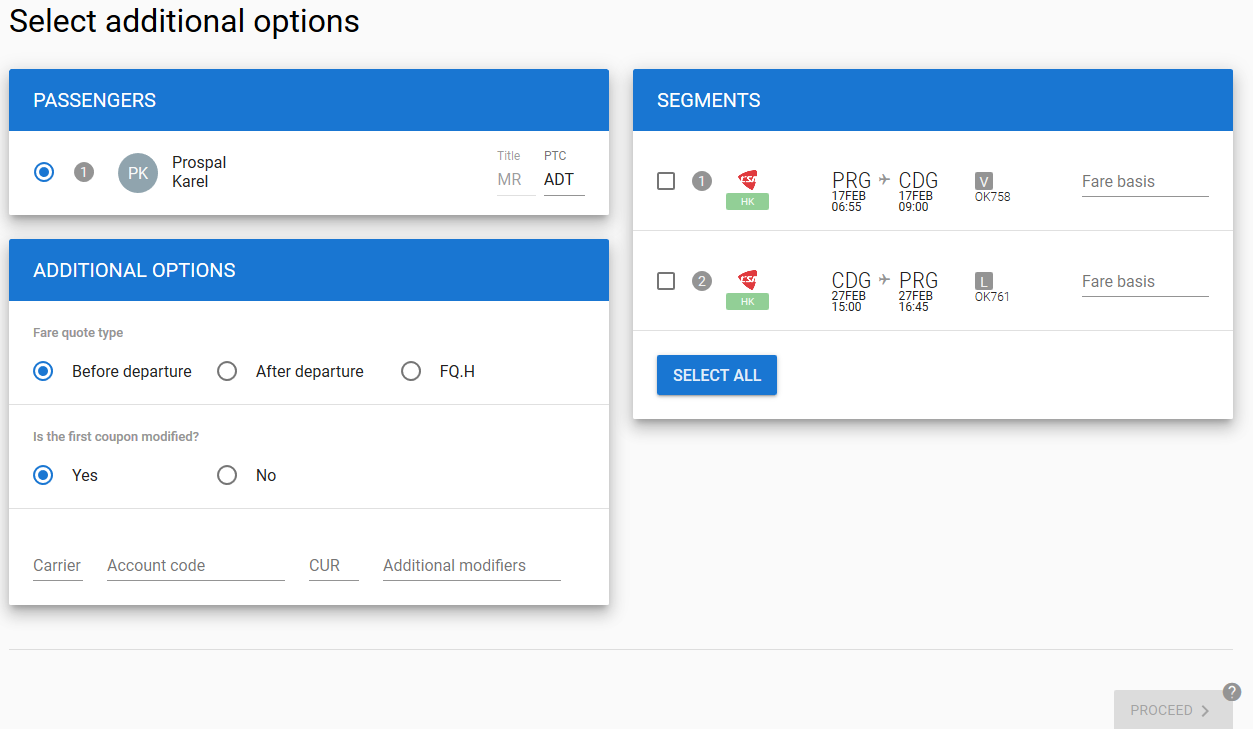 Select additional options
PASSENGERS
1
PK
Prospal
Karel
Title
MR
PTC
ADT
ADDITIONAL OPTIONS
Fare quote type
Before departure
After departure
FQ.H
Is the first coupon modified?
Yes
No
Carrier
Account code
CUR
Additional modifiers
SEGMENTS
1
CSA
HK
PRG
17FEB
06:55
CDG
17FEB
09:00
V
OK758
Fare basis
2
CSA
HK
CDG
27FEB
15:00
PRG
27FEB
16:45
L
OK761
Fare basis
SELECT ALL
?
PROCEED